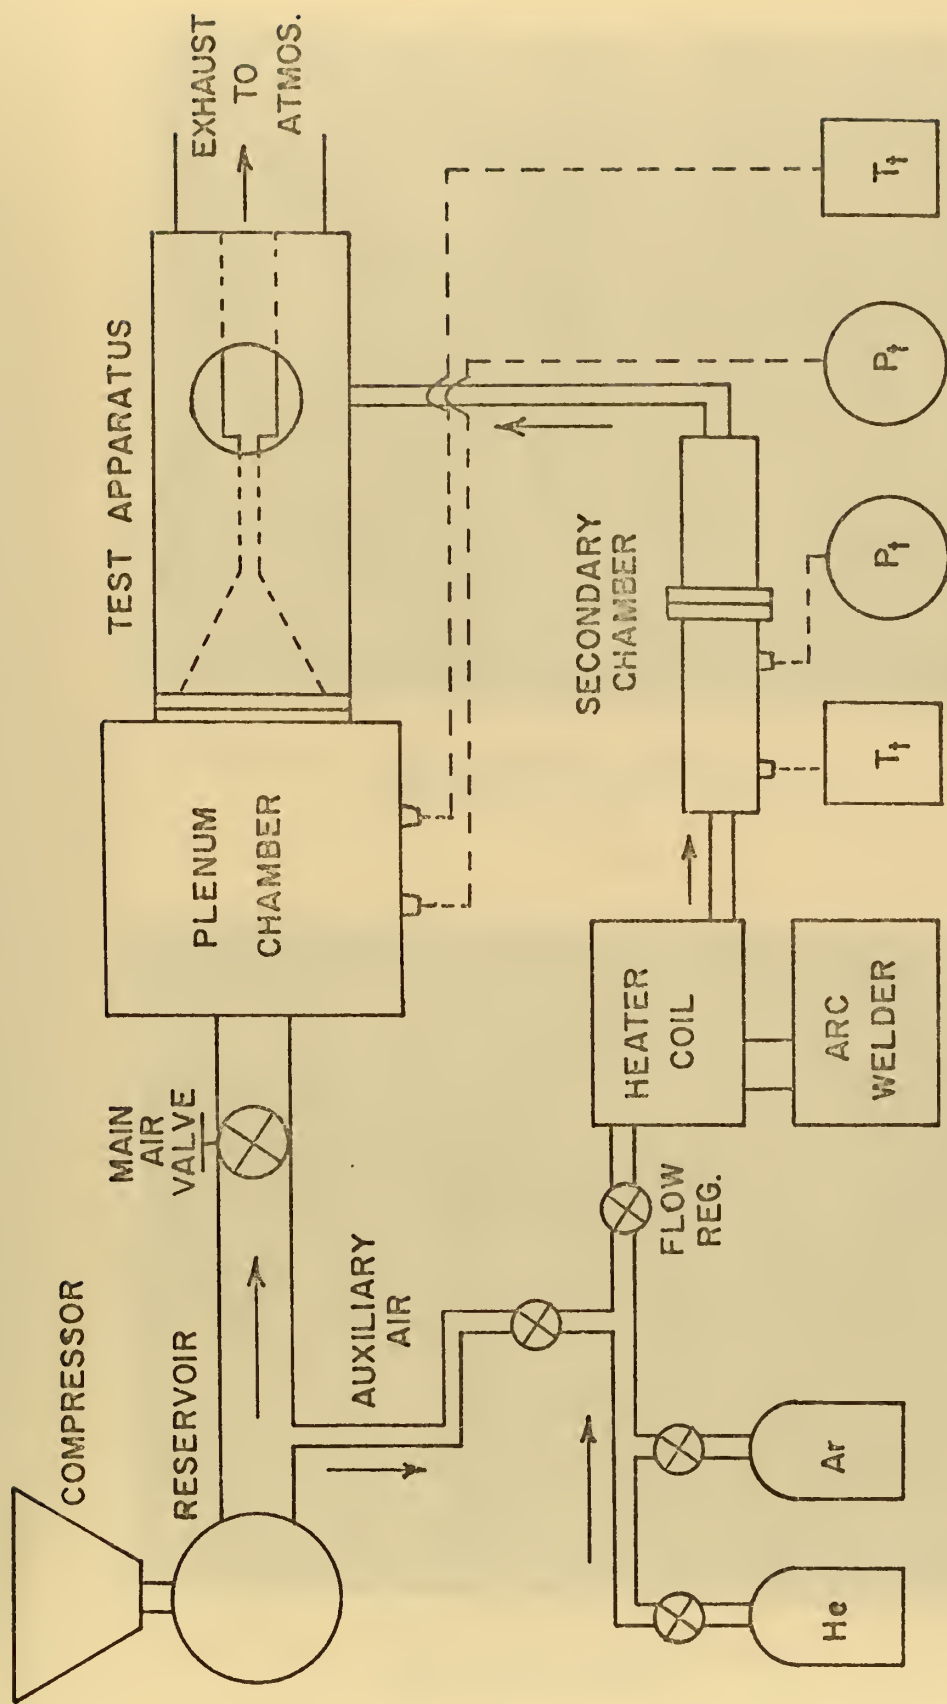 COMPRESSOR
RESERVOIR
MAIN
AIR
VALVE
AUXILIARY
AIR
PLENUM
CHAMBER
TEST APPARATUS
EXHAUST
TO
ATMOS.
SECONDARY
CHAMBER
FLOW
REG.
HEATER
COIL
ARC
WELDER
He
Ar
Tt
Pt
Pt
Tt